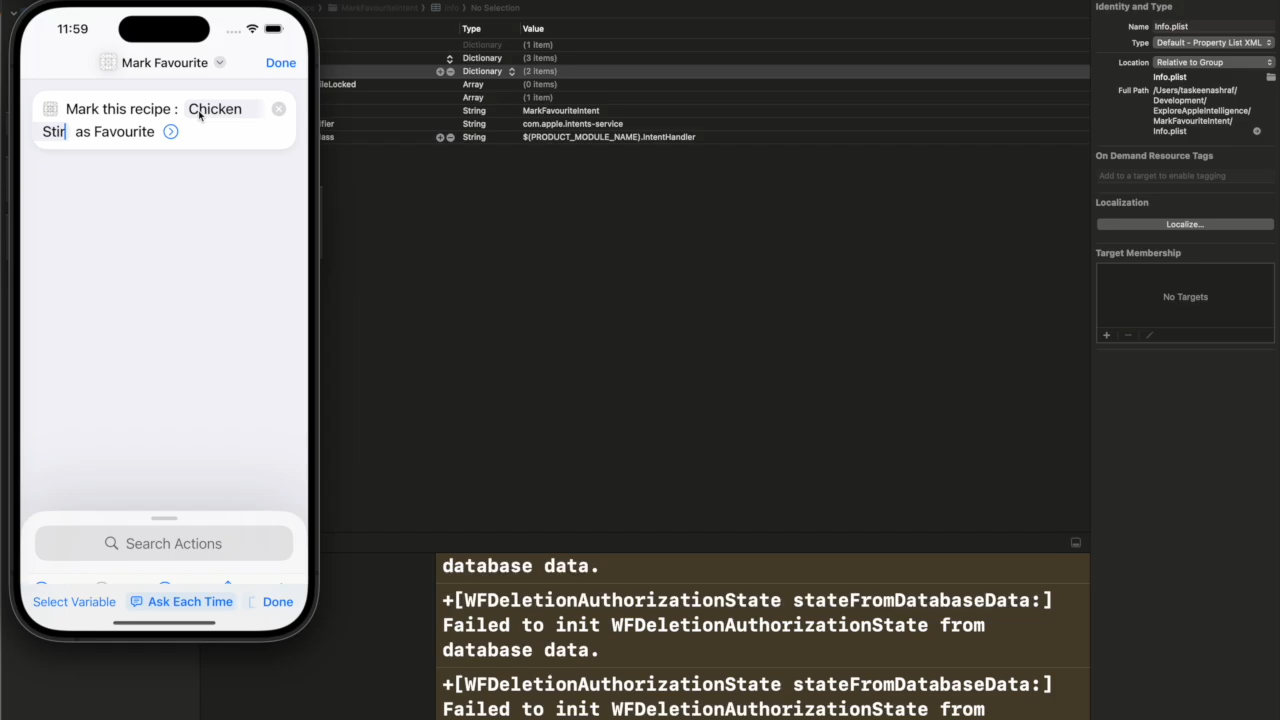 11:59
Mark Favourite
Done
Mark this recipe : Chicken
Stir as Favourite
Search Actions
Select Variable
Ask Each Time
Done
MarkFavouriteIntent
Info
No Selection
Type Value
Dictionary (1 item)
Dictionary (3 items)
Dictionary (2 items)
Array (0 items)
Array (1 item)
String MarkFavouriteIntent
String com.apple.intents-service
String $(PRODUCT_MODULE_NAME).IntentHandler
database data.
+[WFDeletionAuthorizationState stateFromDatabaseData:]
Failed to init WFDeletionAuthorizationState from
database data.
+[WFDeletionAuthorizationState stateFromDatabaseData:]
Failed to init WFDeletionAuthorizationState from
Identity and Type
Name Info.plist
Type Default - Property List XML
Location Relative to Group
Info.plist
Full Path /Users/taskeenashraf/
Development/
ExploreAppleIntelligence/
MarkFavouriteIntent/
Info.plist
On Demand Resource Tags
Add to a target to enable tagging
Localization
Localize...
Target Membership
No Targets